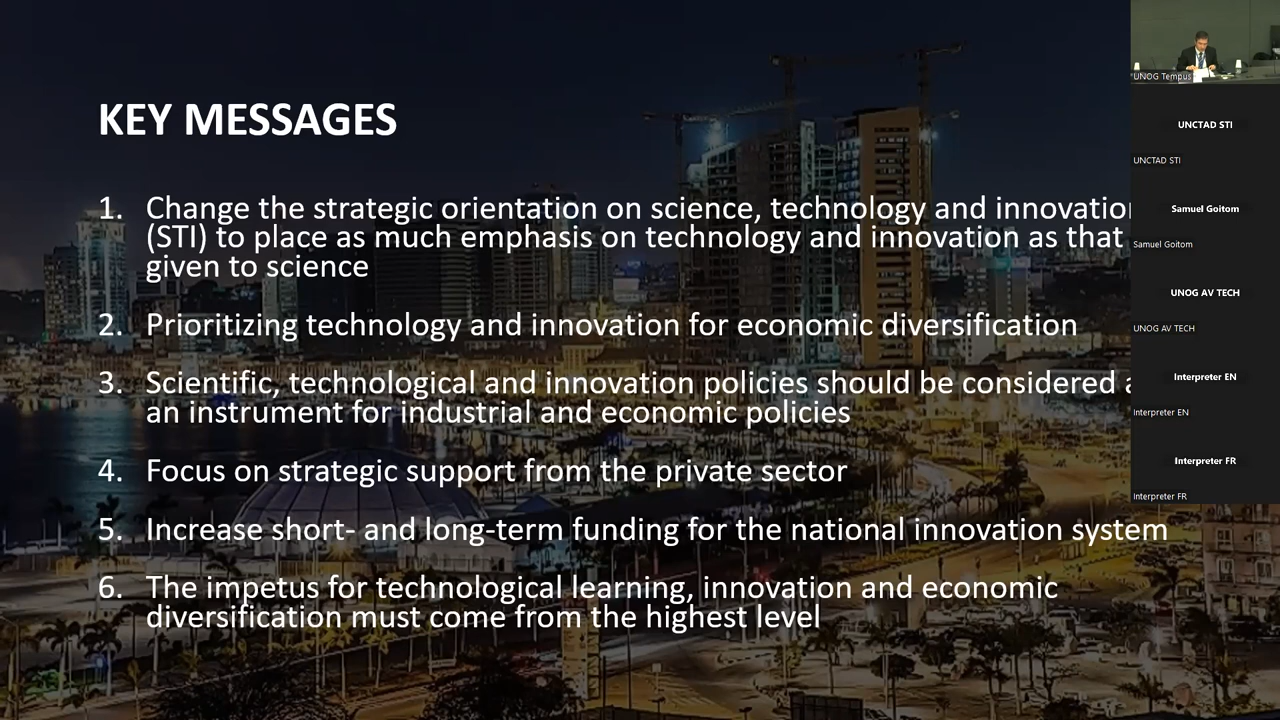 KEY MESSAGES
1. Change the strategic orientation on science, technology and innovation
(STI) to place as much emphasis on technology and innovation as that
given to science
2. Prioritizing technology and innovation for economic diversification
3. Scientific, technological and innovation policies should be considered
an instrument for industrial and economic policies
4. Focus on strategic support from the private sector
5. Increase short- and long-term funding for the national innovation system
6. The impetus for technological learning, innovation and economic
diversification must come from the highest level
UNOG Tempus
UNCTAD STI
UNCTAD STI
Samuel Goitom
Samuel Goitom
UNOG AV TECH
UNOG AV TECH
Interpreter EN
Interpreter EN
Interpreter FR
Interpreter FR